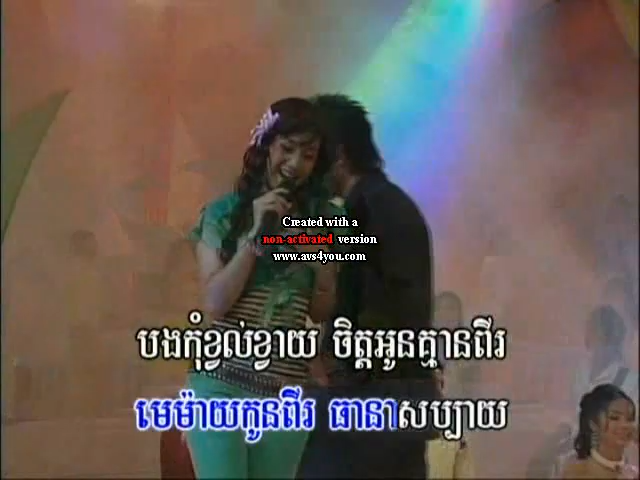 Created with a
non-activated version
www.avs4you.com
បងកុំខ្វល់ខ្វាយ ចិត្តអូនគ្មានពីរ
មេម៉ាយកូនពីរ ធានាសប្បាយ